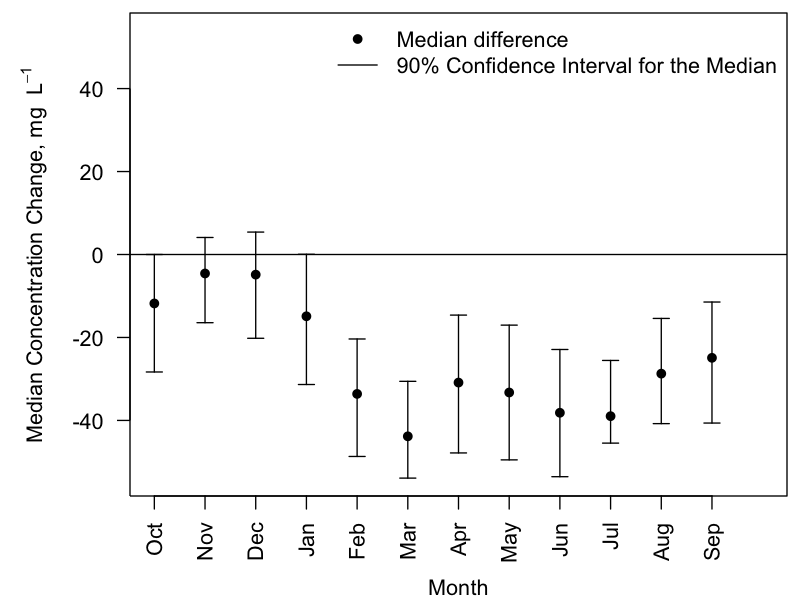 Median difference
90% Confidence Interval for the Median
Median Concentration Change, mg L⁻¹
40
20
0
-20
-40
Oct
Nov
Dec
Jan
Feb
Mar
Apr
May
Jun
Jul
Aug
Sep
Month